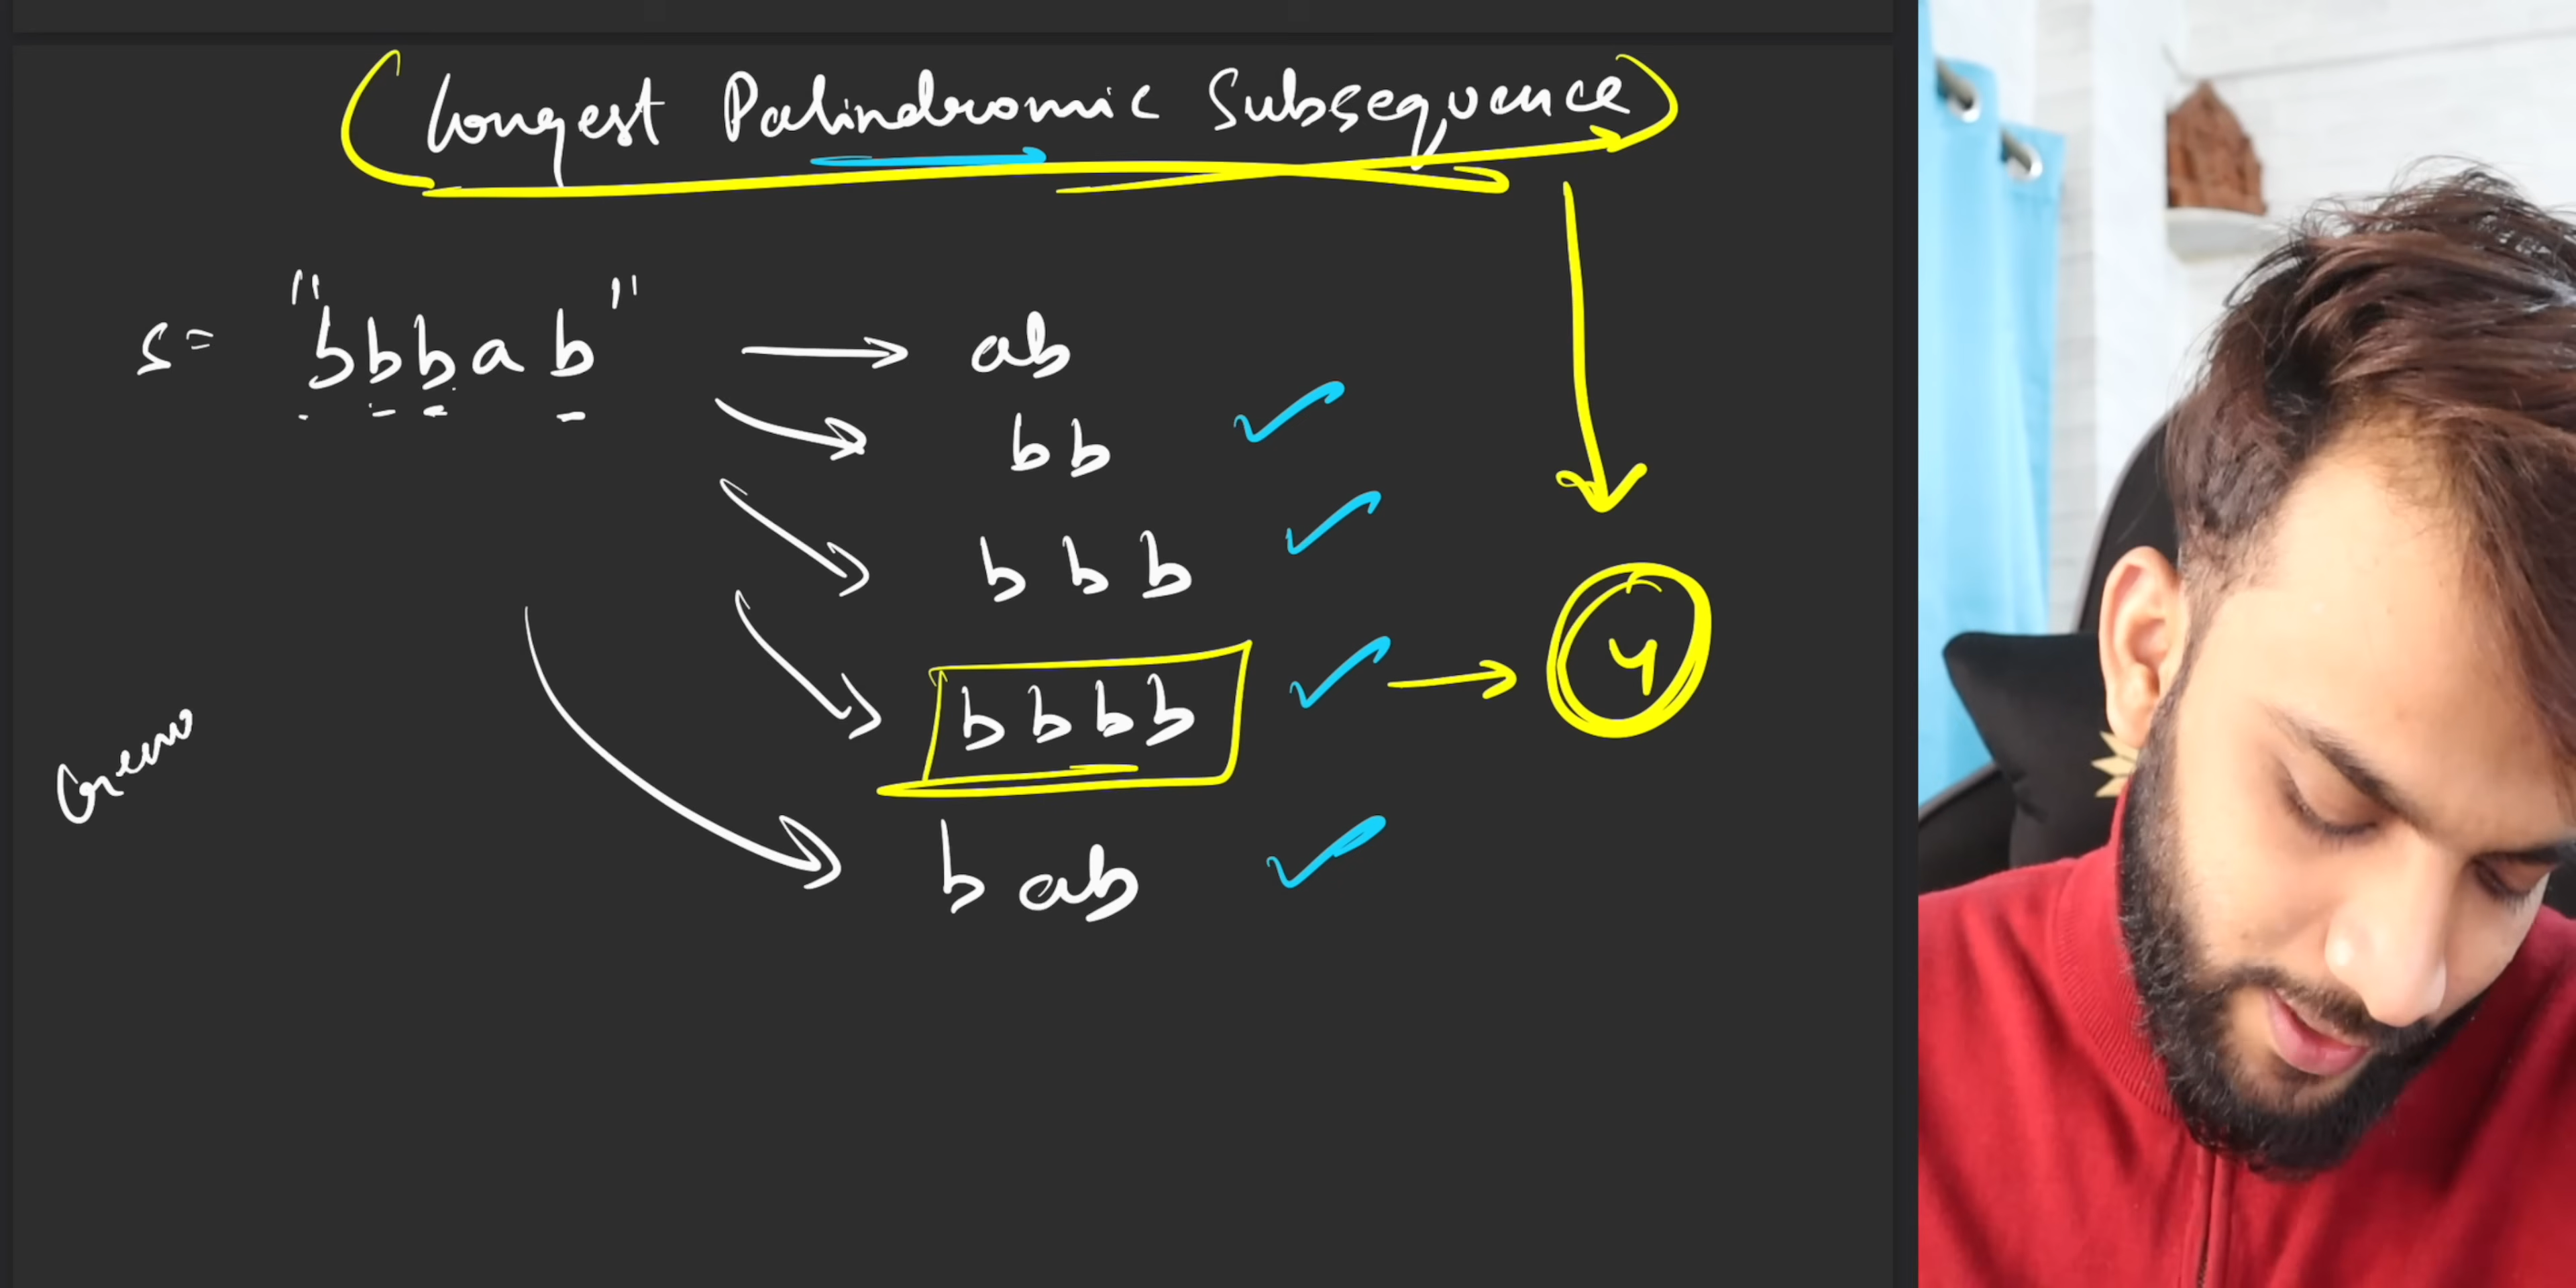 (Longest Palindromic Subsequence)
s = "bbbab" → ab
bb ✓
bbb ✓
bbbb ✓ → 4
bab ✓